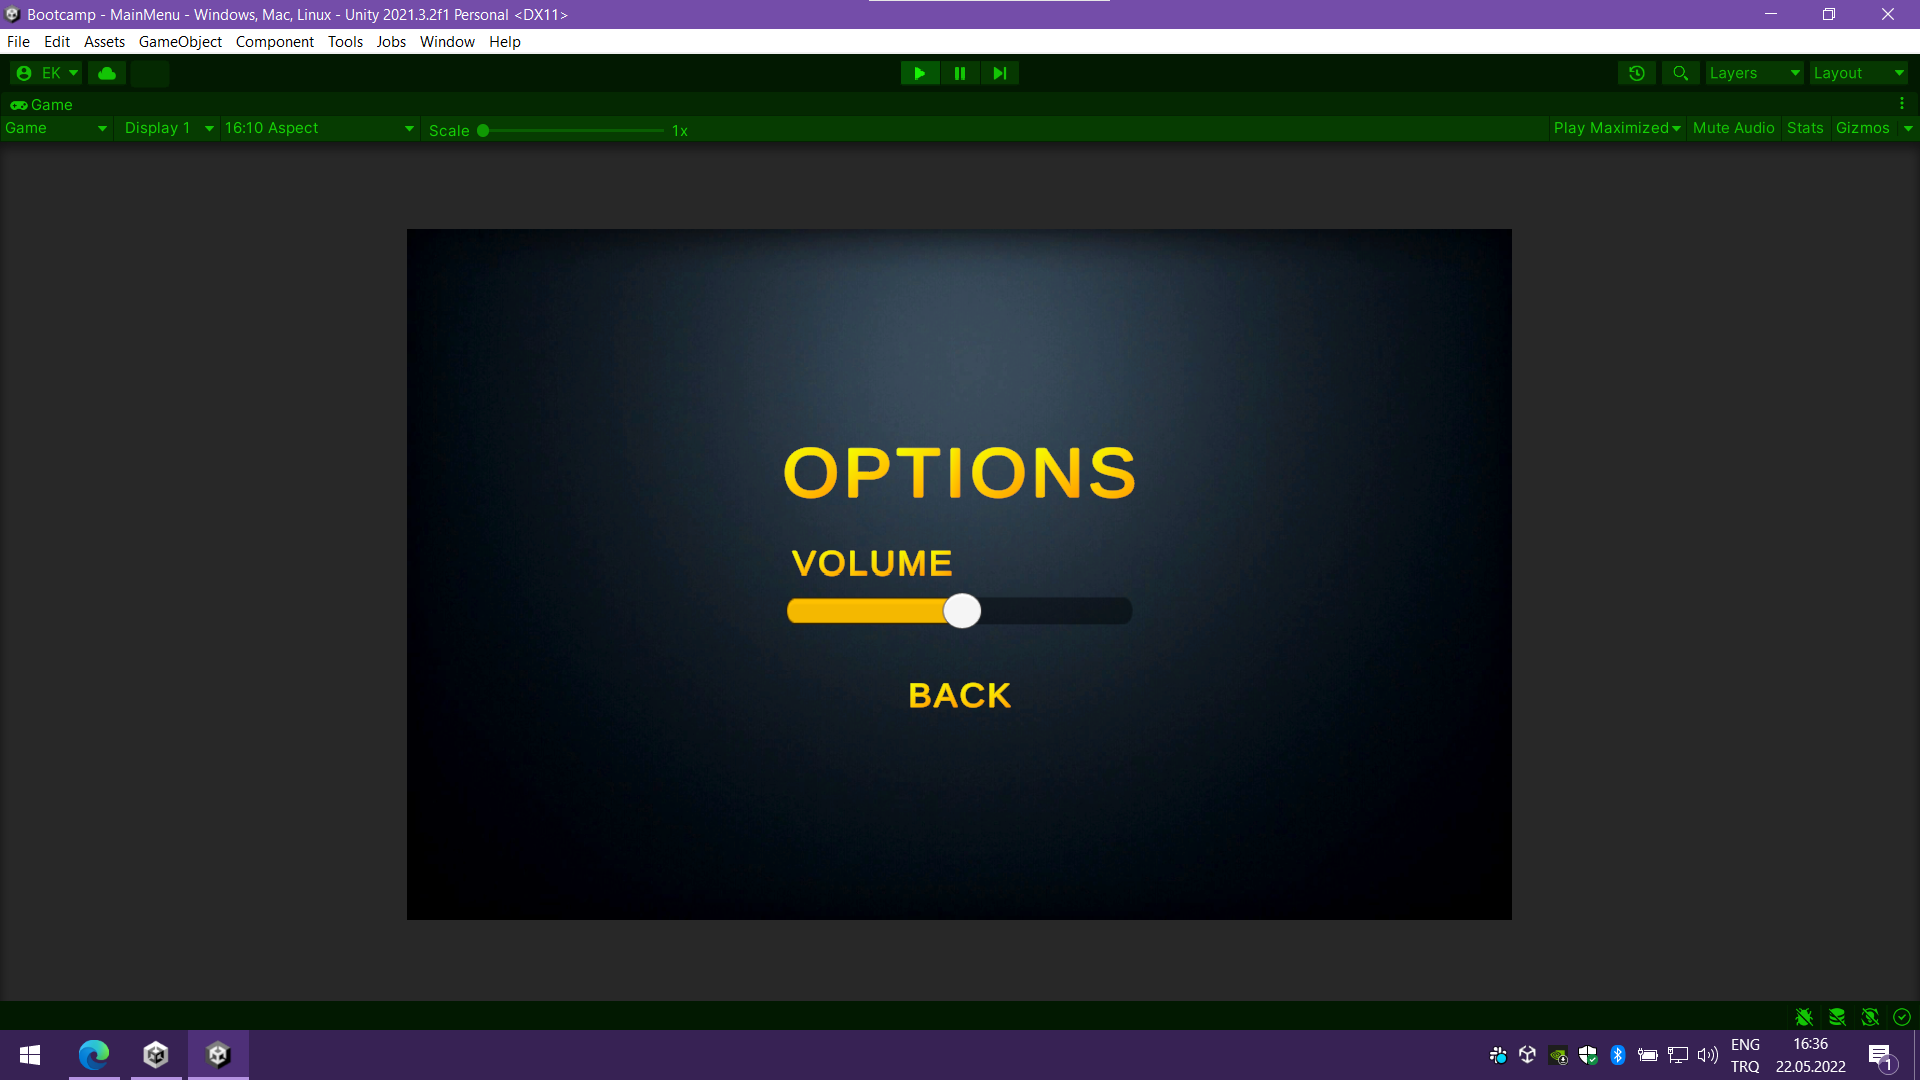 Bootcamp - MainMenu - Windows, Mac, Linux - Unity 2021.3.2f1 Personal <DX11>
File Edit Assets GameObject Component Tools Jobs Window Help
EK Layers Layout
Game
Game Display 1 16:10 Aspect Scale 1x Play Maximized Mute Audio Stats Gizmos
OPTIONS
VOLUME
BACK
ENG 16:36
TRQ 22.05.2022 1